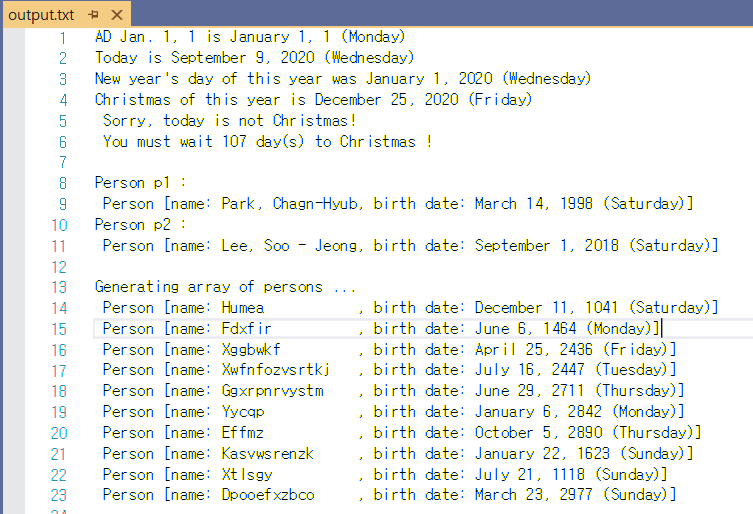 output.txt
1 AD Jan. 1, 1 is January 1, 1 (Monday)
2 Today is September 9, 2020 (Wednesday)
3 New year's day of this year was January 1, 2020 (Wednesday)
4 Christmas of this year is December 25, 2020 (Friday)
5 Sorry, today is not Christmas!
6 You must wait 107 day(s) to Christmas !
7
8 Person p1 :
9 Person [name: Park, Chagn-Hyub, birth date: March 14, 1998 (Saturday)]
10 Person p2 :
11 Person [name: Lee, Soo - Jeong, birth date: September 1, 2018 (Saturday)]
12
13 Generating array of persons ...
14 Person [name: Humea , birth date: December 11, 1041 (Saturday)]
15 Person [name: Fdxfir , birth date: June 6, 1464 (Monday)]
16 Person [name: Xggbwkf , birth date: April 25, 2436 (Friday)]
17 Person [name: Xwfnfozvsrtkj , birth date: July 16, 2447 (Tuesday)]
18 Person [name: Ggxrpnrvystm , birth date: June 29, 2711 (Thursday)]
19 Person [name: Yycqp , birth date: January 6, 2842 (Monday)]
20 Person [name: Effmz , birth date: October 5, 2890 (Thursday)]
21 Person [name: Kasvwsrenzk , birth date: January 22, 1623 (Sunday)]
22 Person [name: Xtlsgy , birth date: July 21, 1118 (Sunday)]
23 Person [name: Dpooefxzbco , birth date: March 23, 2977 (Sunday)]